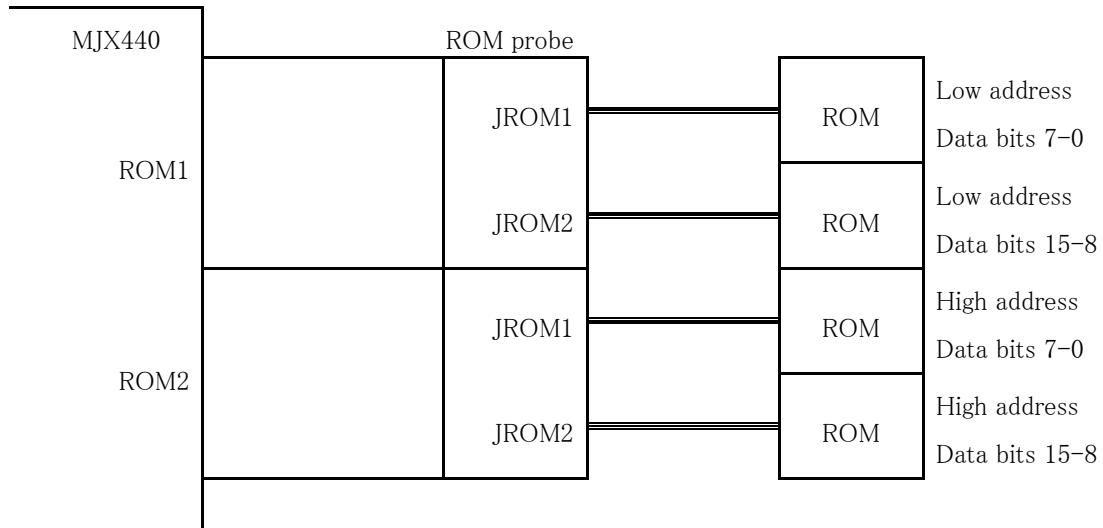 MJX440
ROM probe
ROM1
JROM1
ROM
Low address
Data bits 7-0
JROM2
ROM
Low address
Data bits 15-8
ROM2
JROM1
ROM
High address
Data bits 7-0
JROM2
ROM
High address
Data bits 15-8